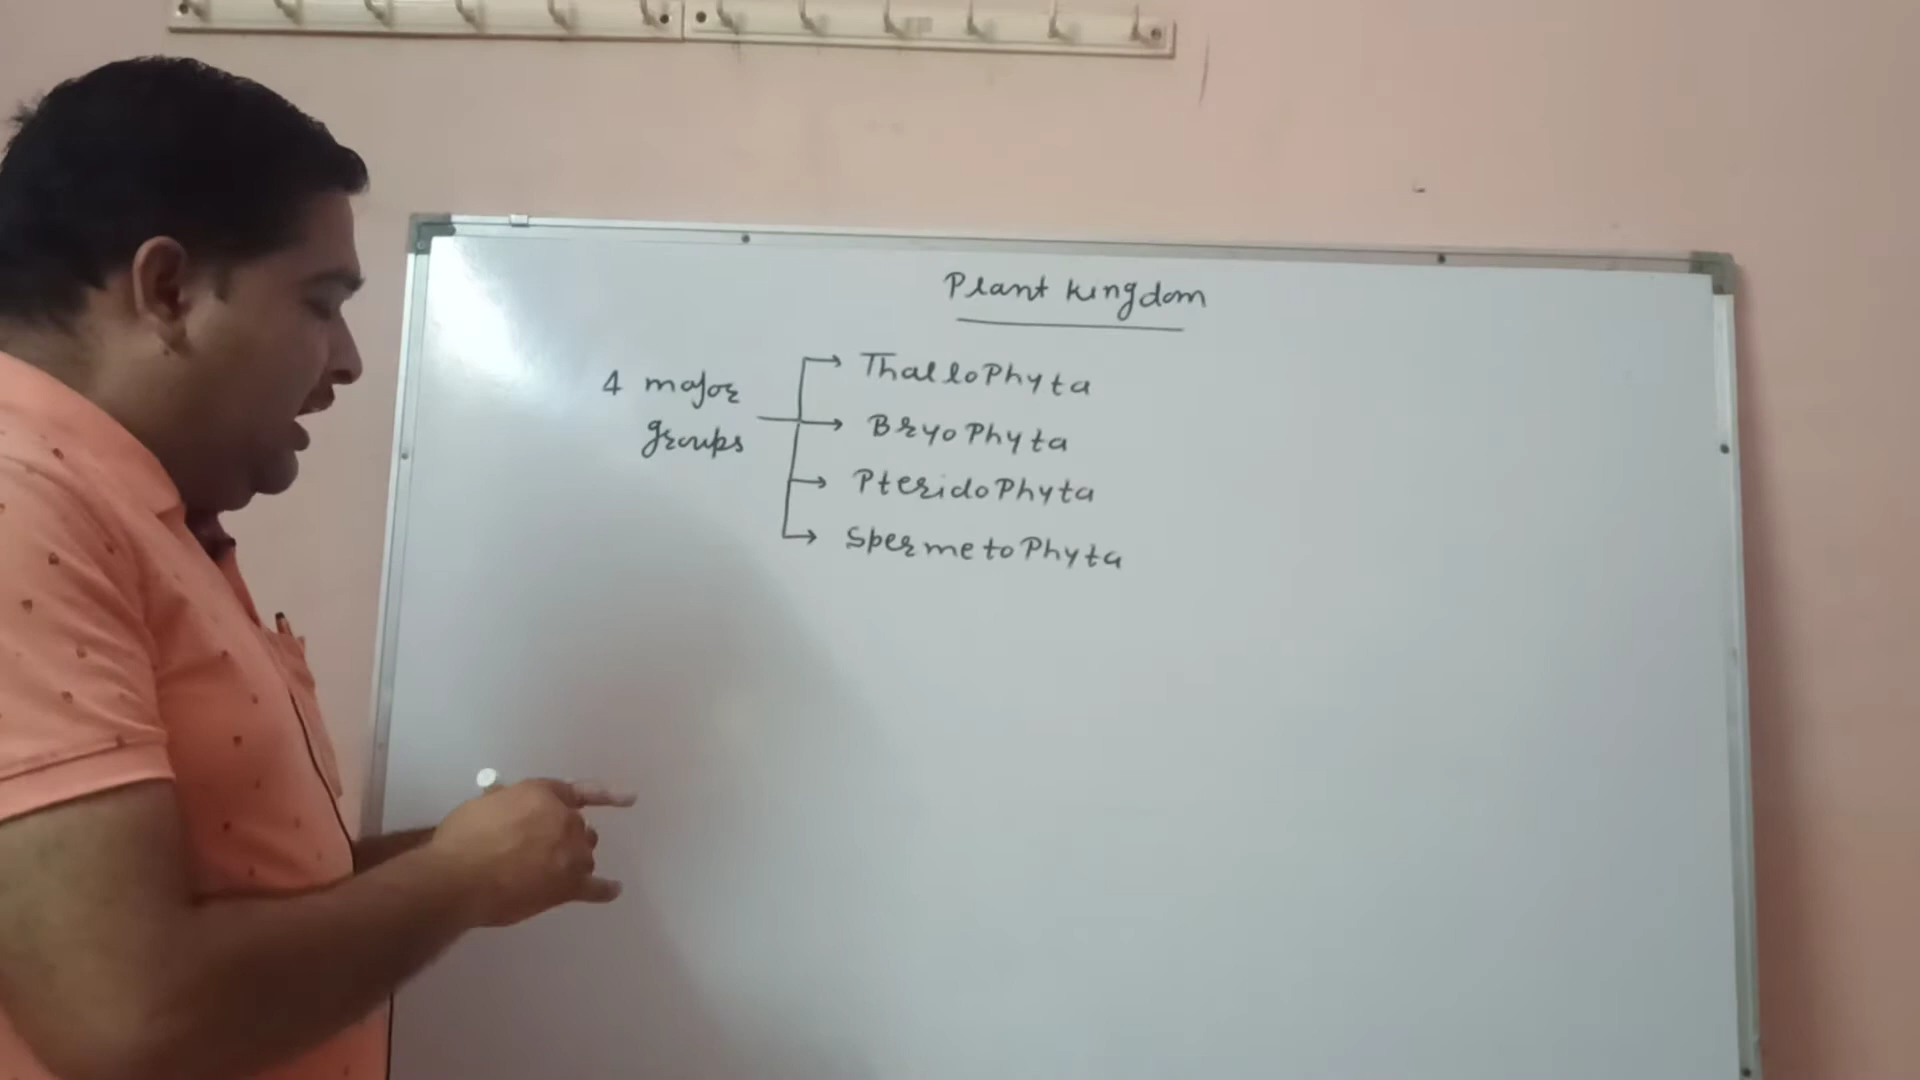 Plant kingdom
4 major groups
ThalloPhyta
BryoPhyta
PteridoPhyta
SpermetoPhyta